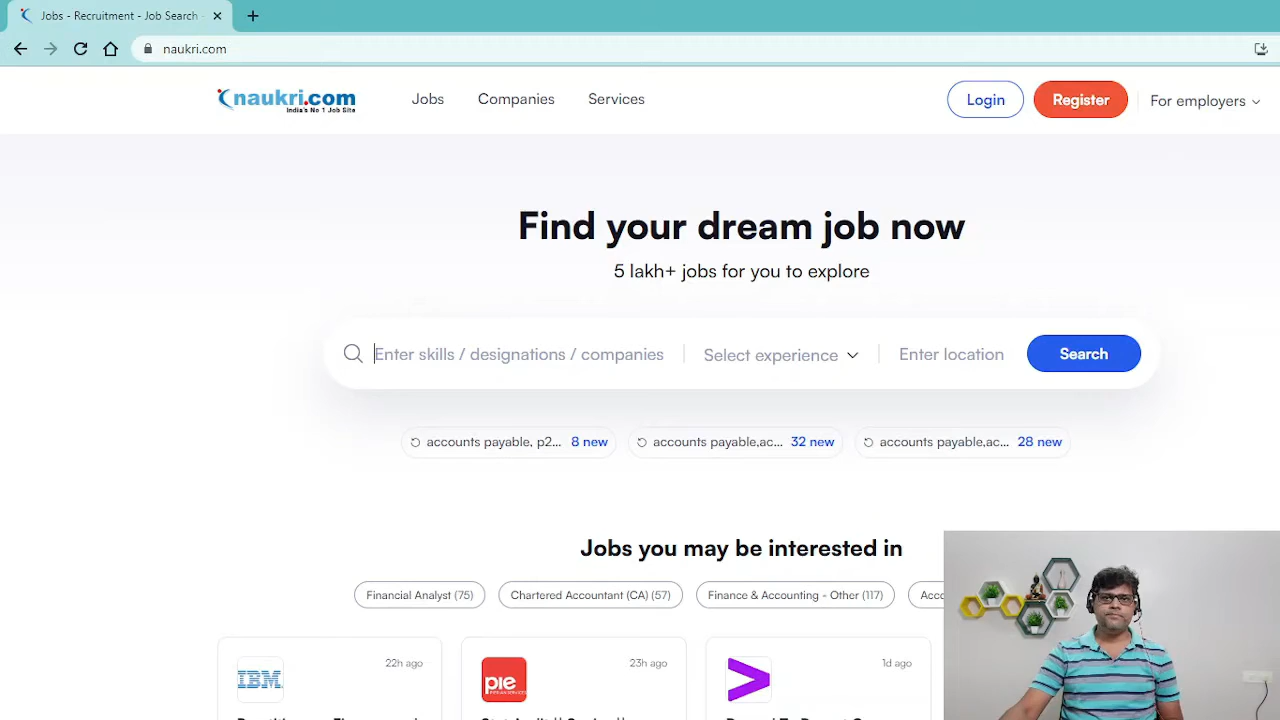 Jobs - Recruitment - Job Search
naukri.com
naukri.com
India's No 1 Job Site
Jobs
Companies
Services
Login
Register
For employers
Find your dream job now
5 lakh+ jobs for you to explore
Enter skills / designations / companies
Select experience
Enter location
Search
accounts payable, p2... 8 new
accounts payable,ac... 32 new
accounts payable,ac... 28 new
Jobs you may be interested in
Financial Analyst (75)
Chartered Accountant (CA) (57)
Finance & Accounting - Other (117)
IBM
22h ago
pie
23h ago
1d ago